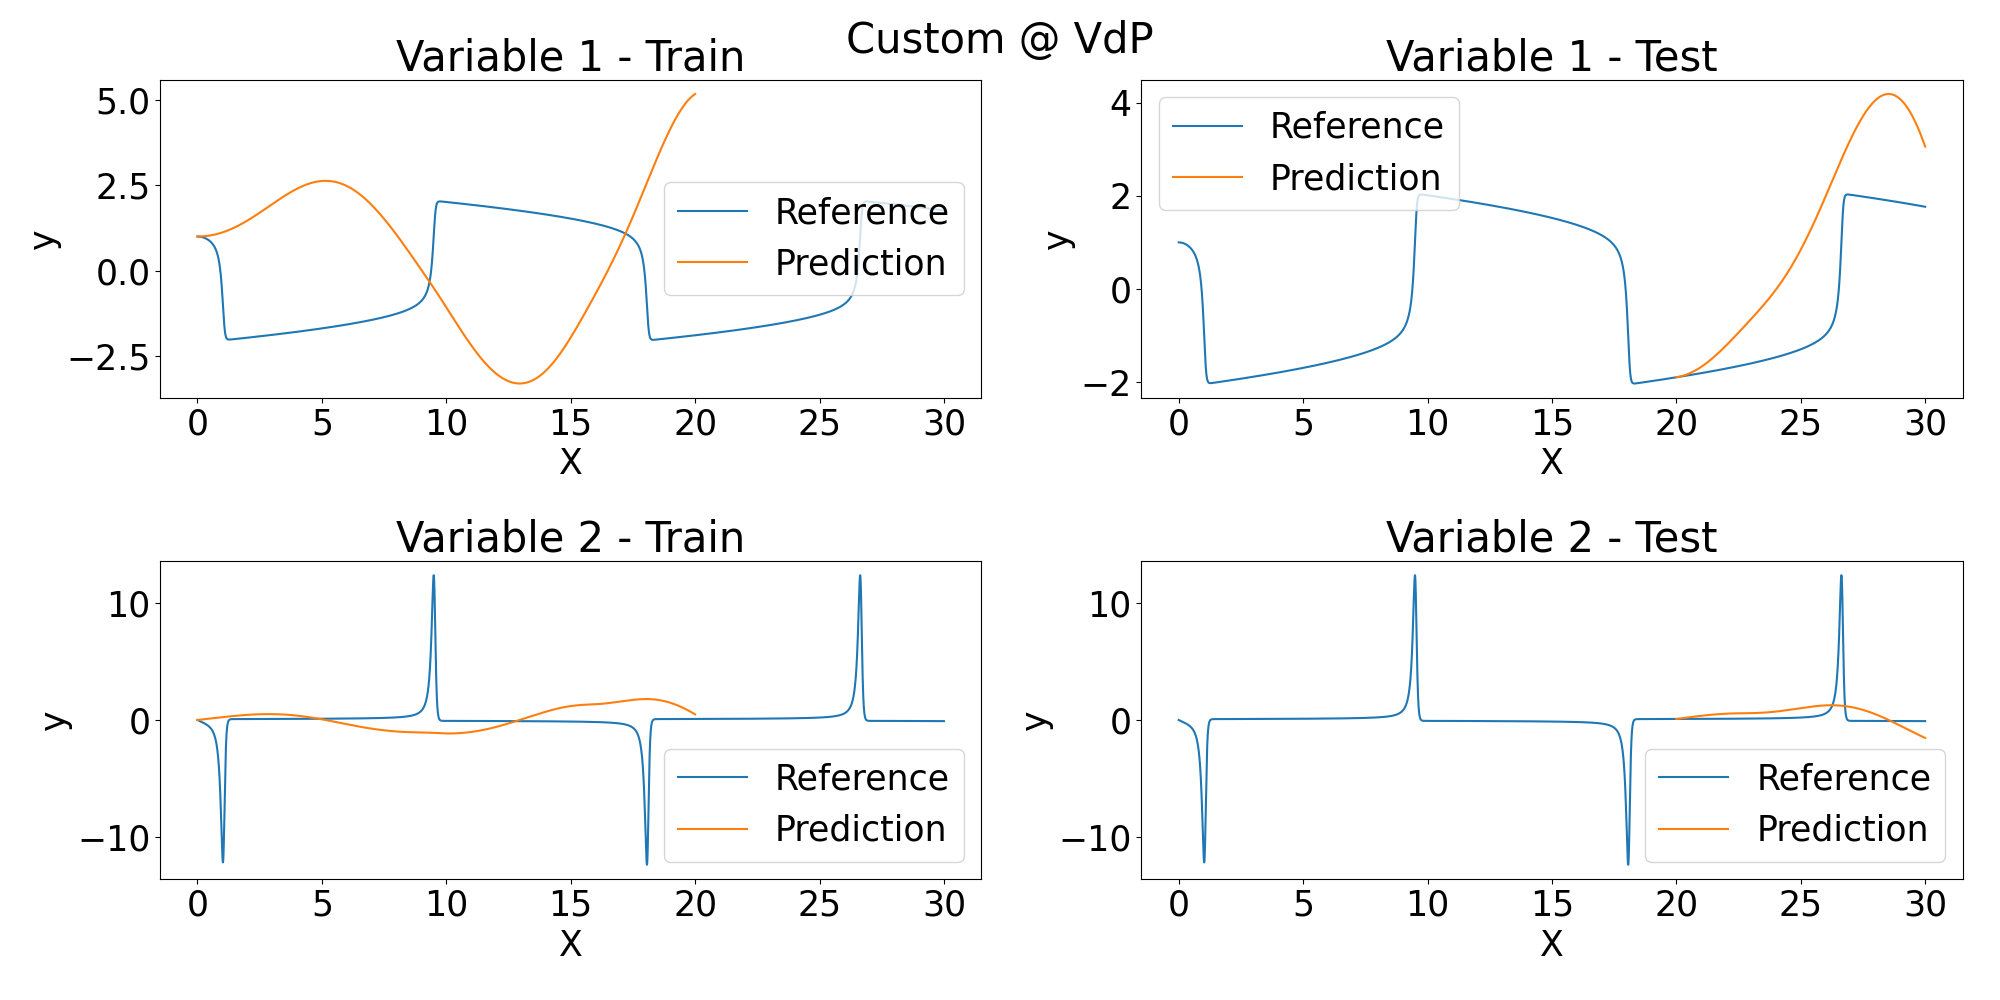 Custom @ VdP
Variable 1 - Train
5.0
2.5
0.0
−2.5
y
Reference
Prediction
0 5 10 15 20 25 30
X
Variable 1 - Test
4
2
0
−2
y
Reference
Prediction
0 5 10 15 20 25 30
X
Variable 2 - Train
10
0
−10
y
Reference
Prediction
0 5 10 15 20 25 30
X
Variable 2 - Test
10
0
−10
y
Reference
Prediction
0 5 10 15 20 25 30
X